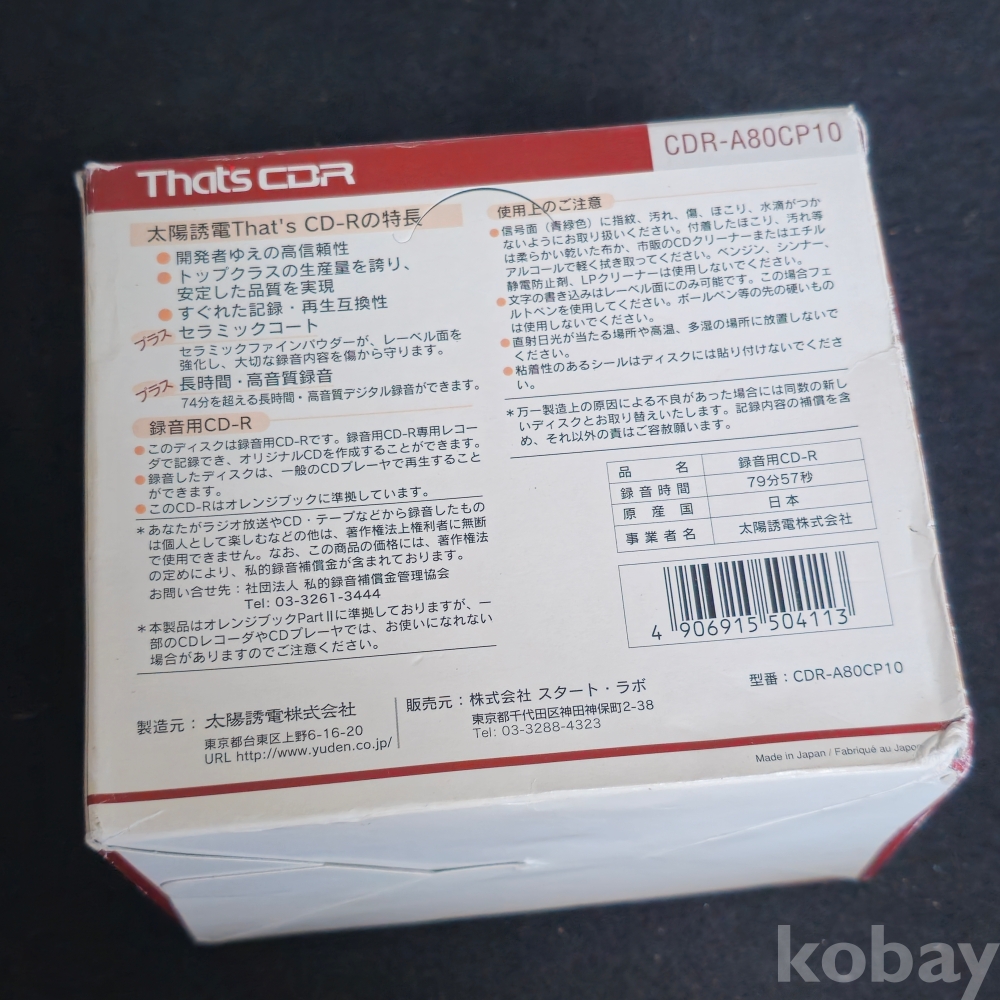 Thats CDR
CDR-A80CP10
太陽誘電That's CD-Rの特長
●開発者ゆえの高信頼性
●トップクラスの生産量を誇り、
安定した品質を実現
●すぐれた記録・再生互換性
プラス セラミックコート
セラミックファインパウダーが、レーベル面を
強化し、大切な録音内容を傷から守ります。
プラス 長時間・高音質録音
74分を超える長時間・高音質デジタル録音ができます。
録音用CD-R
●このディスクは録音用CD-Rです。録音用CD-R専用レコー
ダで記録でき、オリジナルCDを作成することができます。
●録音したディスクは、一般のCDプレーヤで再生すること
ができます。
●このCD-Rはオレンジブックに準拠しています。
*あなたがラジオ放送やCD・テープなどから録音したもの
は個人として楽しむなどの他は、著作権法上権利者に無断
で使用できません。なお、この商品の価格には、著作権法
の定めにより、私的録音補償金が含まれております。
お問い合せ先：社団法人 私的録音補償金管理協会
Tel: 03-3261-3444
*本製品はオレンジブックPartⅡに準拠しておりますが、一
部のCDレコーダやCDプレーヤでは、お使いになれない
場合がありますのでご注意ください。
使用上のご注意
●信号面（青緑色）に指紋、汚れ、傷、ほこり、水滴がつか
ないようにお取り扱いください。付着したほこり、汚れ等
は柔らかい乾いた布か、市販のCDクリーナーまたはエチル
アルコールで軽く拭き取ってください。ベンジン、シンナー、
静電防止剤、LPクリーナーは使用しないでください。
●文字の書き込みはレーベル面にのみ可能です。この場合フェ
ルトペンを使用してください。ボールペン等の先の硬いもの
は使用しないでください。
●直射日光が当たる場所や高温、多湿の場所に放置しないで
ください。
●粘着性のあるシールはディスクには貼り付けないでくださ
い。
*万一製造上の原因による不良があった場合には同数の新し
いディスクとお取り替えいたします。記録内容の補償を含
め、それ以外の責はご容赦願います。
品名 録音用CD-R
録音時間 79分57秒
原産国 日本
事業者名 太陽誘電株式会社
4 906915 504113
型番：CDR-A80CP10
製造元：太陽誘電株式会社
東京都台東区上野6-16-20
URL http://www.yuden.co.jp/
販売元：株式会社 スタート・ラボ
東京都千代田区神田神保町2-38
Tel: 03-3288-4323
Made in Japan / Fabriqué au Japon
kobay